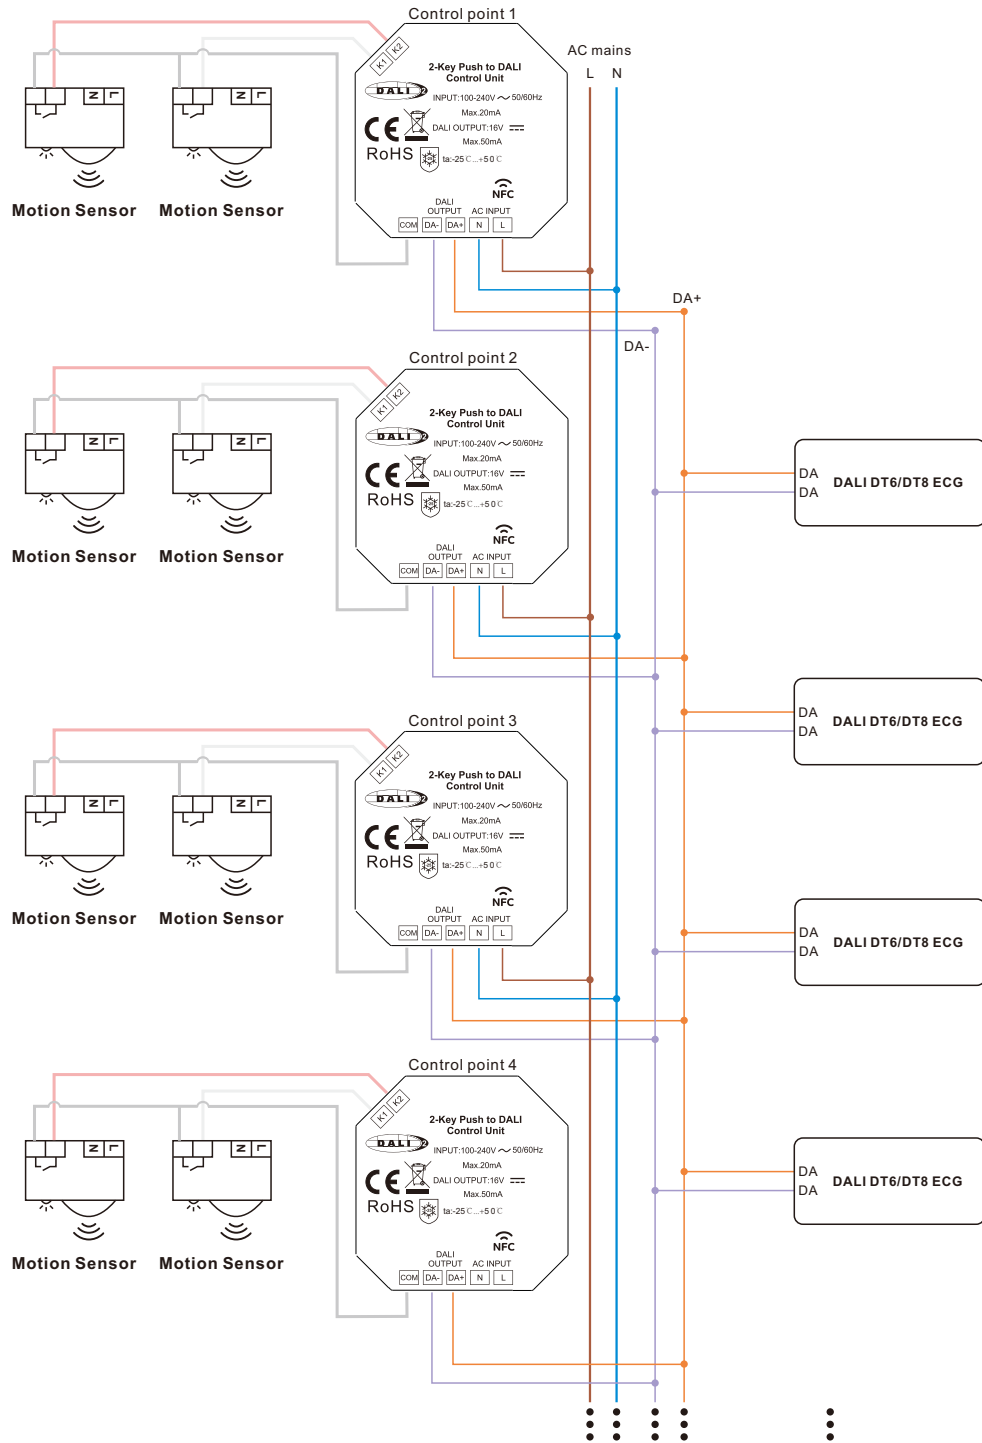 Control point 1
AC mains
L N
K1 K2
2-Key Push to DALI
Control Unit
DALI 2
INPUT:100-240V 50/60Hz
Max.20mA
DALI OUTPUT:16V
Max.50mA
CE
RoHS
ta:-25℃...+50℃
NFC
N L
N L
Motion Sensor Motion Sensor
DALI
OUTPUT AC INPUT
COM DA- DA+ N L
DA+
DA-
Control point 2
K1 K2
2-Key Push to DALI
Control Unit
DALI 2
INPUT:100-240V 50/60Hz
Max.20mA
DALI OUTPUT:16V
Max.50mA
CE
RoHS
ta:-25℃...+50℃
NFC
N L
N L
Motion Sensor Motion Sensor
DALI
OUTPUT AC INPUT
COM DA- DA+ N L
DA
DA
DALI DT6/DT8 ECG
DA
DA
DALI DT6/DT8 ECG
Control point 3
K1 K2
2-Key Push to DALI
Control Unit
DALI 2
INPUT:100-240V 50/60Hz
Max.20mA
DALI OUTPUT:16V
Max.50mA
CE
RoHS
ta:-25℃...+50℃
NFC
N L
N L
Motion Sensor Motion Sensor
DALI
OUTPUT AC INPUT
COM DA- DA+ N L
DA
DA
DALI DT6/DT8 ECG
Control point 4
K1 K2
2-Key Push to DALI
Control Unit
DALI 2
INPUT:100-240V 50/60Hz
Max.20mA
DALI OUTPUT:16V
Max.50mA
CE
RoHS
ta:-25℃...+50℃
NFC
N L
N L
Motion Sensor Motion Sensor
DALI
OUTPUT AC INPUT
COM DA- DA+ N L
DA
DA
DALI DT6/DT8 ECG